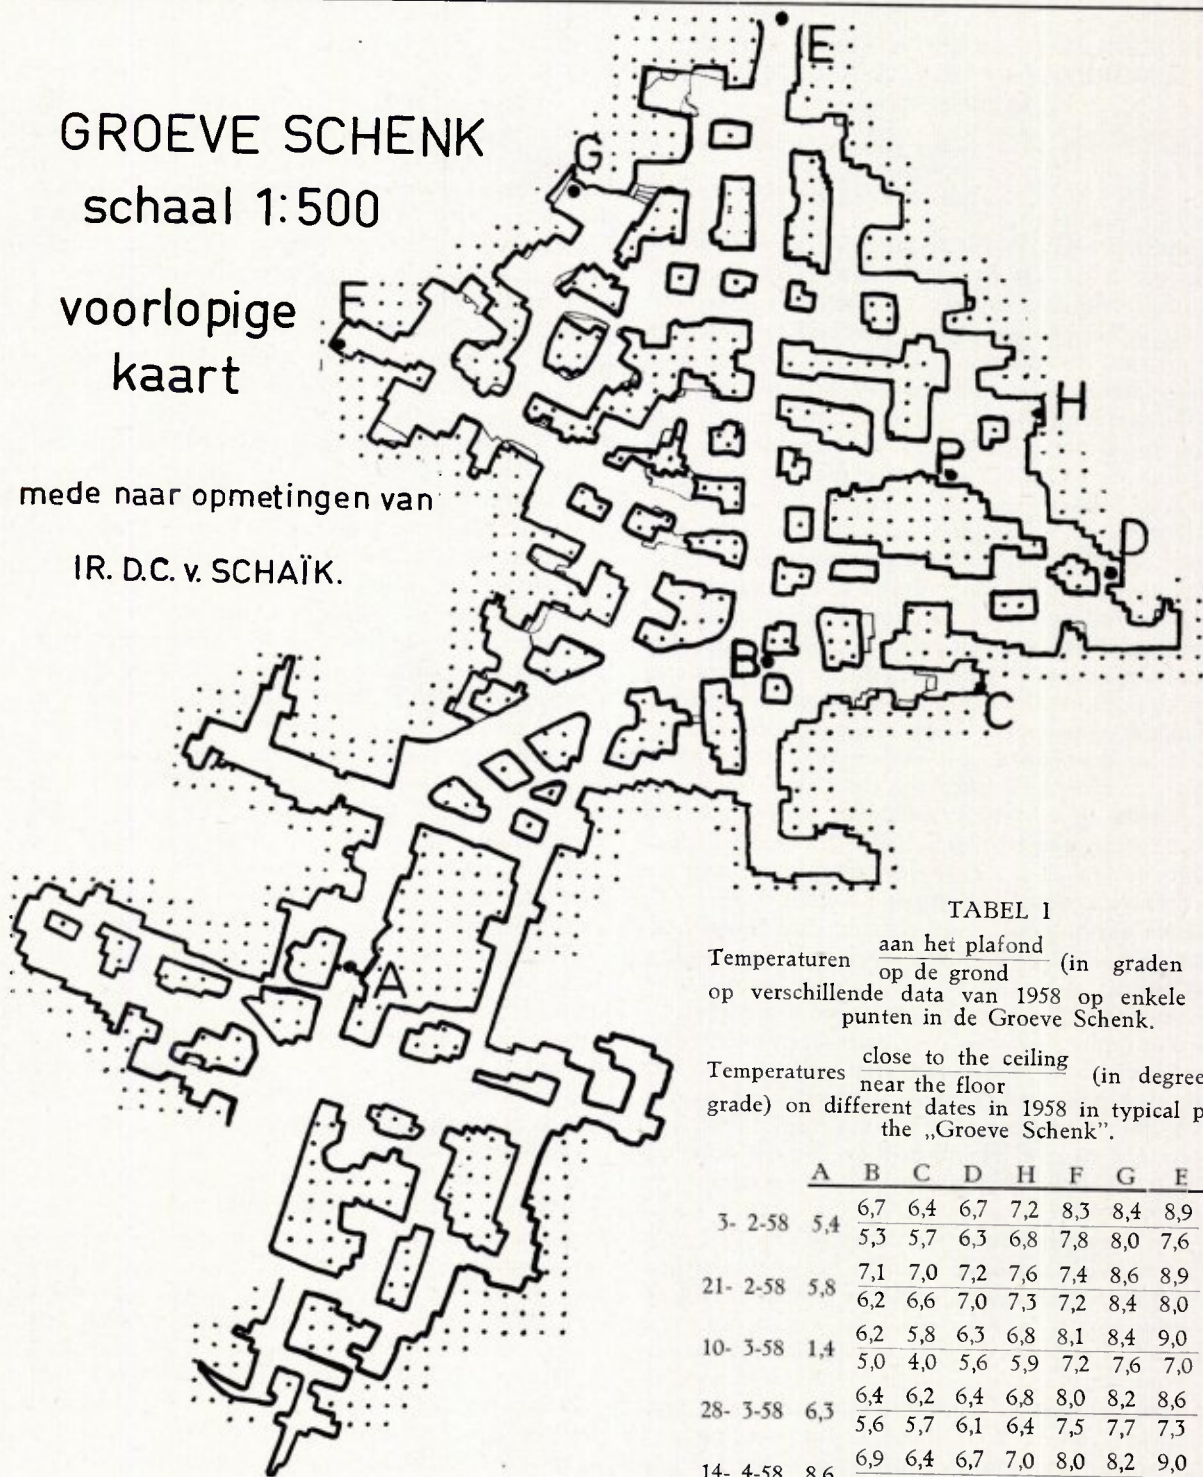 GROEVE SCHENK
schaal 1:500
voorlopige
kaart
mede naar opmetingen van
IR. D.C. v. SCHAÏK.
E
G
F
H
P
D
B
C
A
TABEL I
Temperaturen aan het plafond (in graden
op de grond
op verschillende data van 1958 op enkele
punten in de Groeve Schenk.
Temperatures close to the ceiling (in degree
near the floor
grade) on different dates in 1958 in typical p
the „Groeve Schenk”.
A B C D H F G E
3- 2-58 5,4 6,7 6,4 6,7 7,2 8,3 8,4 8,9
5,3 5,7 6,3 6,8 7,8 8,0 7,6
21- 2-58 5,8 7,1 7,0 7,2 7,6 7,4 8,6 8,9
6,2 6,6 7,0 7,3 7,2 8,4 8,0
10- 3-58 1,4 6,2 5,8 6,3 6,8 8,1 8,4 9,0
5,0 4,0 5,6 5,9 7,2 7,6 7,0
28- 3-58 6,3 6,4 6,2 6,4 6,8 8,0 8,2 8,6
5,6 5,7 6,1 6,4 7,5 7,7 7,3
14- 4-58 8,6 6,9 6,4 6,7 7,0 8,0 8,2 9,0